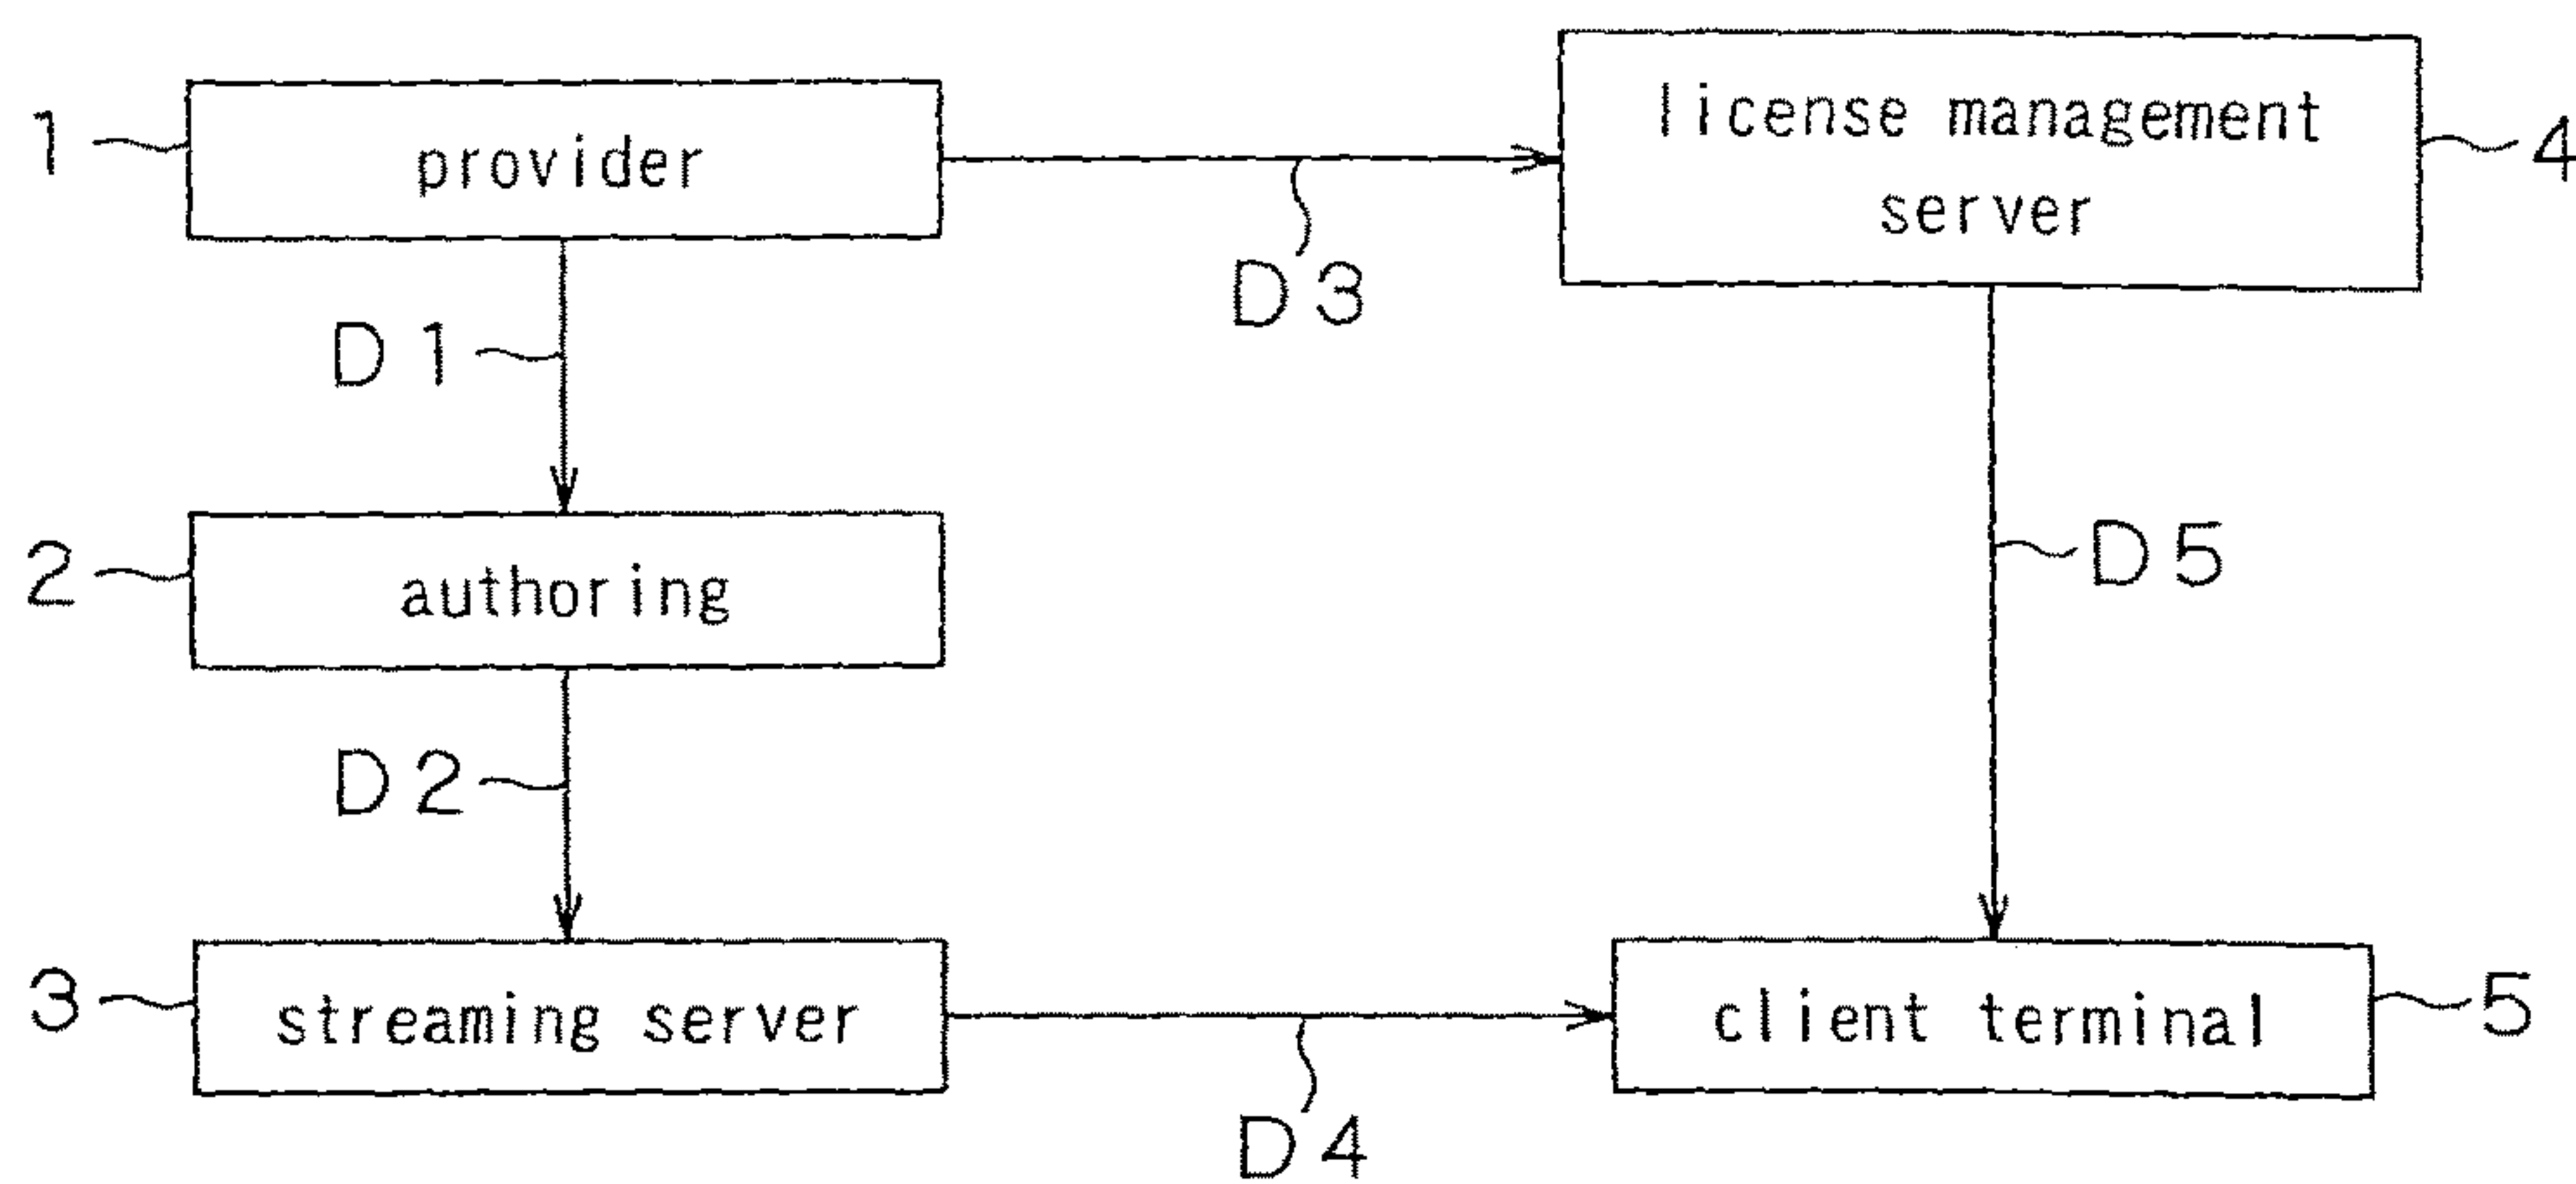 1
provider
license management
server
4
D3
D1
2
authoring
D5
D2
3
streaming server
client terminal
5
D4